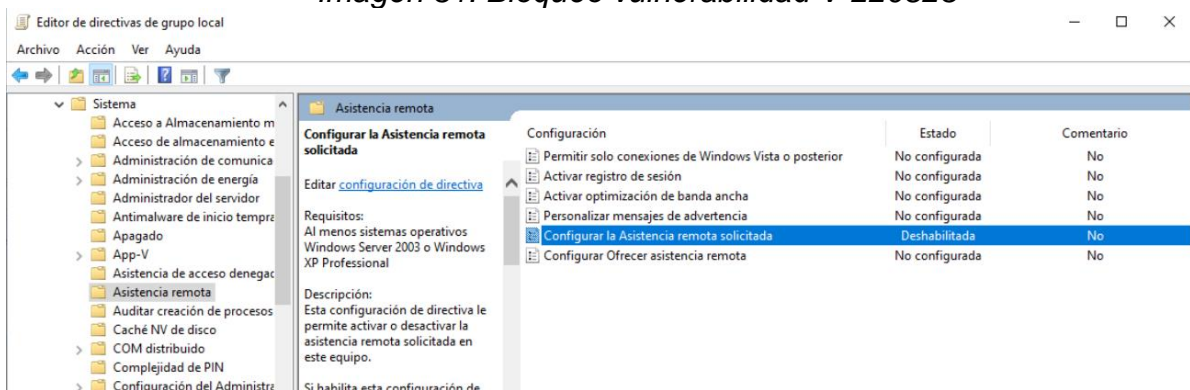 Editor de directivas de grupo local
Archivo Acción Ver Ayuda
Sistema
Acceso a Almacenamiento m
Acceso de almacenamiento e
Administración de comunica
Administración de energía
Administrador del servidor
Antimalware de inicio tempra
Apagado
App-V
Asistencia de acceso denegac
Asistencia remota
Auditar creación de procesos
Caché NV de disco
COM distribuido
Complejidad de PIN
Configuración del Administra
Asistencia remota
Configurar la Asistencia remota
solicitada
Editar configuración de directiva
Requisitos:
Al menos sistemas operativos
Windows Server 2003 o Windows
XP Professional
Descripción:
Esta configuración de directiva le
permite activar o desactivar la
asistencia remota solicitada en
este equipo.
Si habilita esta configuración de
Configuración Estado Comentario
Permitir solo conexiones de Windows Vista o posterior No configurada No
Activar registro de sesión No configurada No
Activar optimización de banda ancha No configurada No
Personalizar mensajes de advertencia No configurada No
Configurar la Asistencia remota solicitada Deshabilitada No
Configurar Ofrecer asistencia remota No configurada No